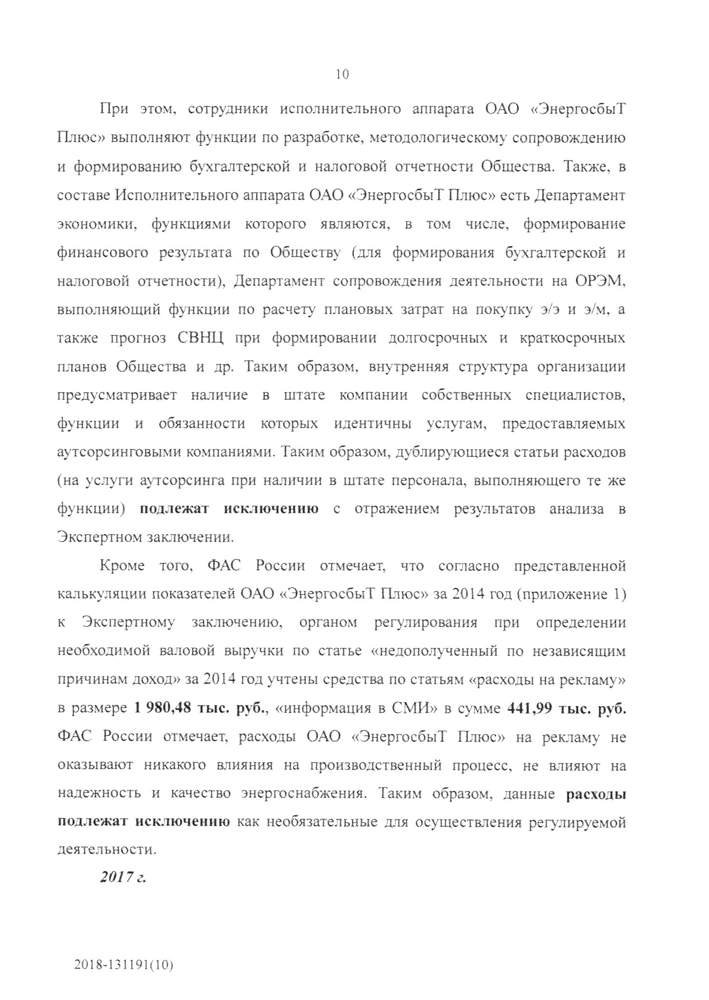 10
При этом, сотрудники исполнительного аппарата ОАО «ЭнергосбыТ
Плюс» выполняют функции по разработке, методологическому сопровождению
и формированию бухгалтерской и налоговой отчетности Общества. Также, в
составе Исполнительного аппарата ОАО «ЭнергосбыТ Плюс» есть Департамент
экономики, функциями которого являются, в том числе, формирование
финансового результата по Обществу (для формирования бухгалтерской и
налоговой отчетности), Департамент сопровождения деятельности на ОРЭМ,
выполняющий функции по расчету плановых затрат на покупку э/э и э/м, а
также прогноз СВНЦ при формировании долгосрочных и краткосрочных
планов Общества и др. Таким образом, внутренняя структура организации
предусматривает наличие в штате компании собственных специалистов,
функции и обязанности которых идентичны услугам, предоставляемых
аутсорсинговыми компаниями. Таким образом, дублирующиеся статьи расходов
(на услуги аутсорсинга при наличии в штате персонала, выполняющего те же
функции) подлежат исключению с отражением результатов анализа в
Экспертном заключении.
Кроме того, ФАС России отмечает, что согласно представленной
калькуляции показателей ОАО «ЭнергосбыТ Плюс» за 2014 год (приложение 1)
к Экспертному заключению, органом регулирования при определении
необходимой валовой выручки по статье «недополученный по независящим
причинам доход» за 2014 год учтены средства по статьям «расходы на рекламу»
в размере 1 980,48 тыс. руб., «информация в СМИ» в сумме 441,99 тыс. руб.
ФАС России отмечает, расходы ОАО «ЭнергосбыТ Плюс» на рекламу не
оказывают никакого влияния на производственный процесс, не влияют на
надежность и качество энергоснабжения. Таким образом, данные расходы
подлежат исключению как необязательные для осуществления регулируемой
деятельности.
2017 г.
2018-131191(10)